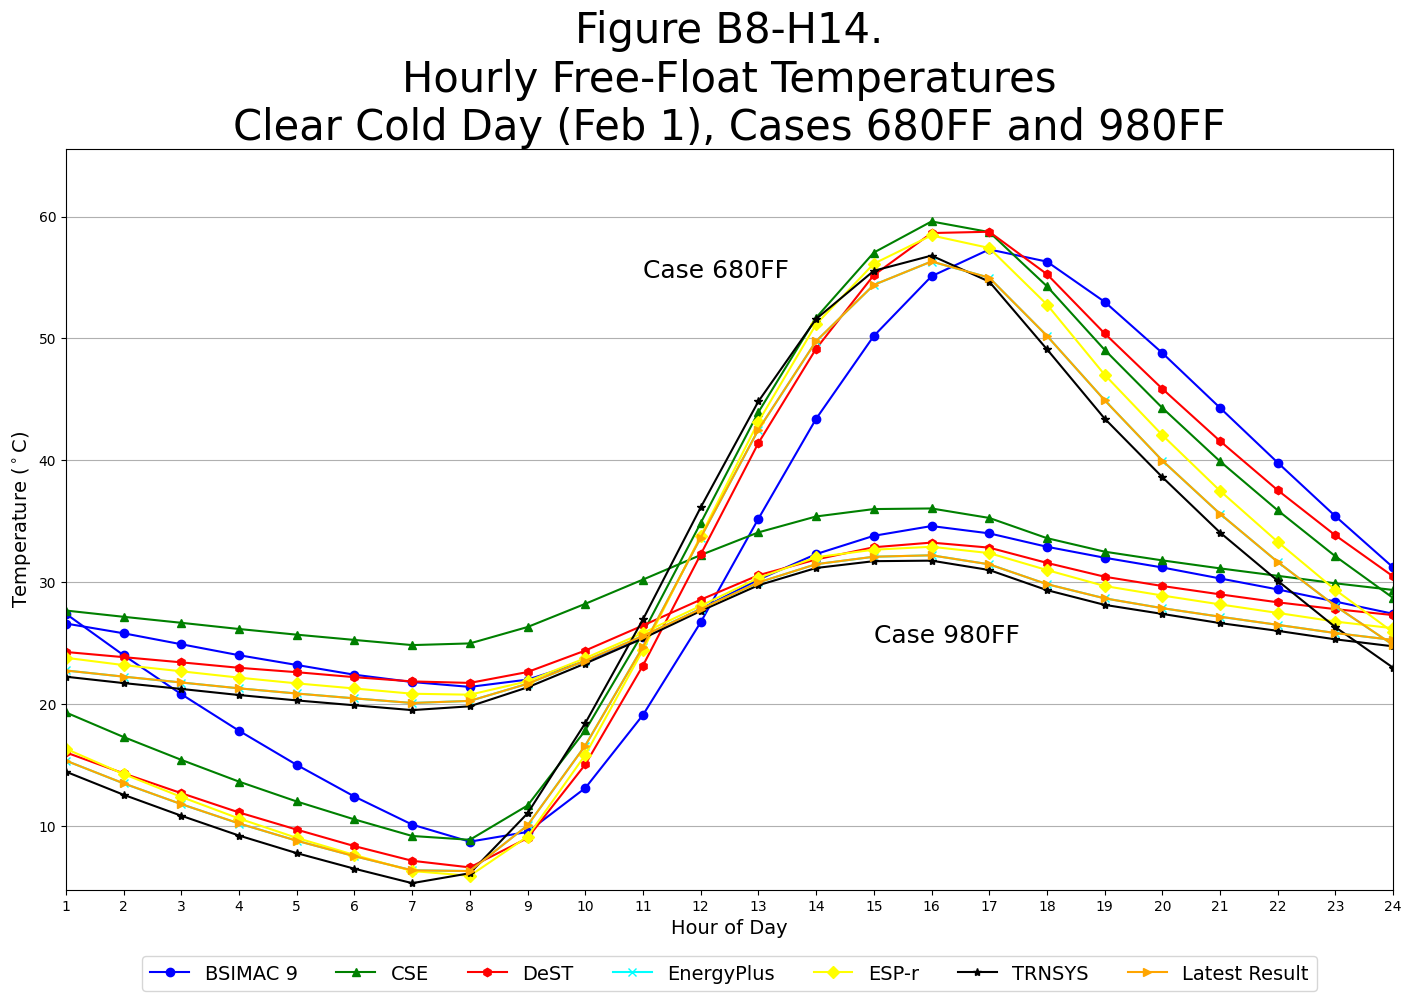 Figure B8-H14.
Hourly Free-Float Temperatures
Clear Cold Day (Feb 1), Cases 680FF and 980FF
60
50
40
30
20
10
Temperature (°C)
Case 680FF
Case 980FF
1 2 3 4 5 6 7 8 9 10 11 12 13 14 15 16 17 18 19 20 21 22 23 24
Hour of Day
BSIMAC 9 CSE DeST EnergyPlus ESP-r TRNSYS Latest Result